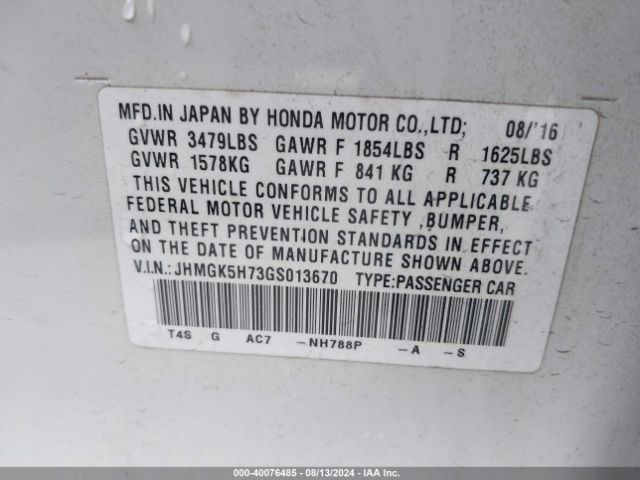 MFD.IN JAPAN BY HONDA MOTOR CO.,LTD; 08/'16
GVWR 3479LBS GAWR F 1854LBS R 1625LBS
GVWR 1578KG GAWR F 841 KG R 737 KG
THIS VEHICLE CONFORMS TO ALL APPLICABLE
FEDERAL MOTOR VEHICLE SAFETY ,BUMPER,
AND THEFT PREVENTION STANDARDS IN EFFECT
ON THE DATE OF MANUFACTURE SHOWN ABOVE.
V.I.N.: JHMGK5H73GS013670 TYPE:PASSENGER CAR
T4S G AC7 -NH788P -A -S
000-40076485 - 08/13/2024 - IAA Inc.